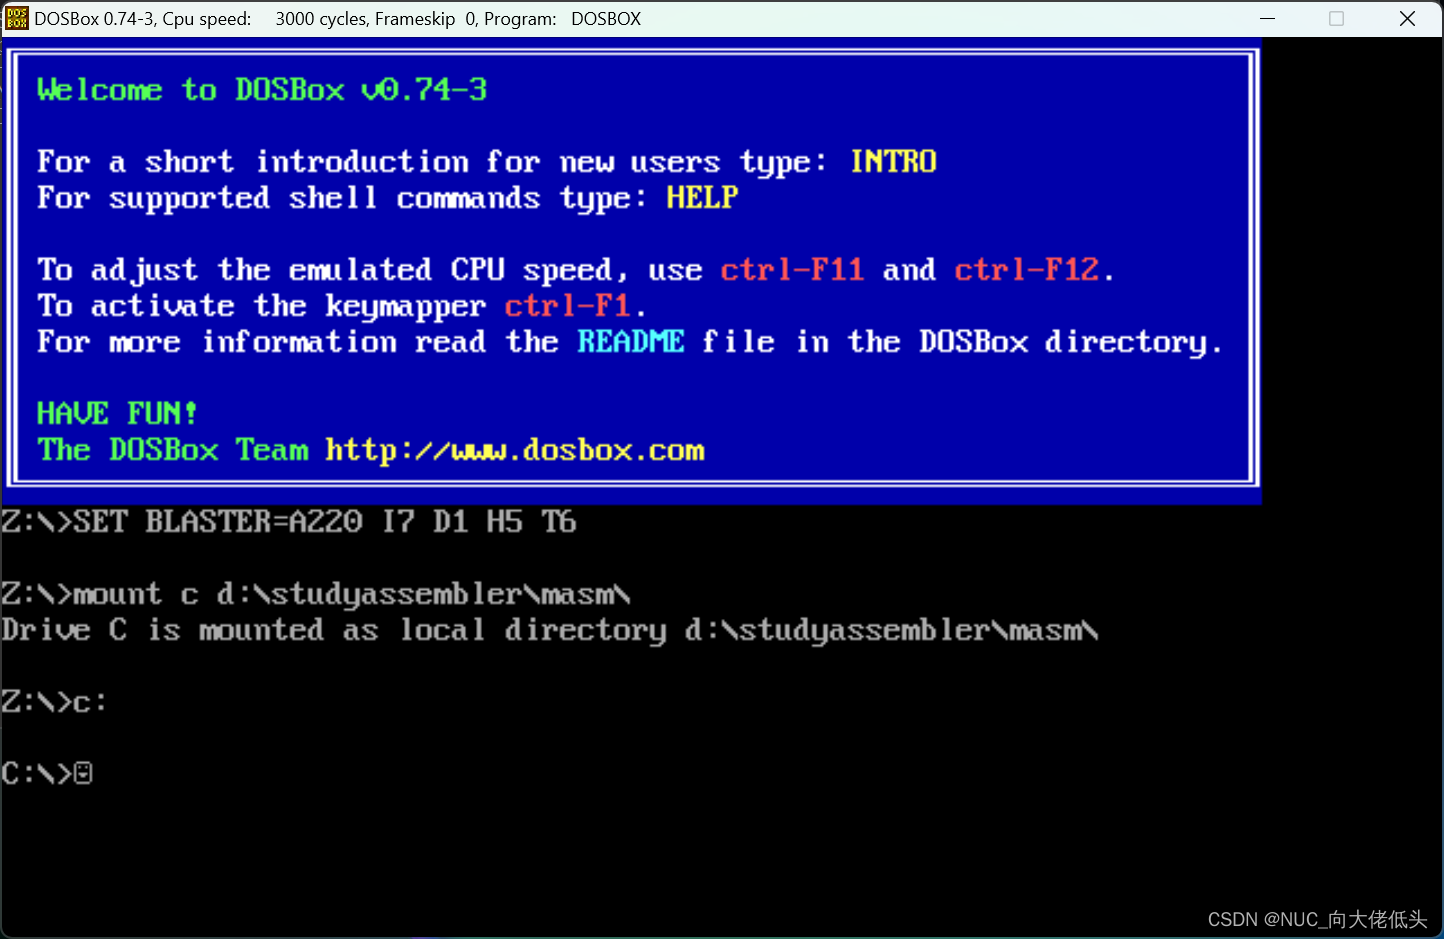 DOSBox 0.74-3, Cpu speed: 3000 cycles, Frameskip 0, Program: DOSBOX
Welcome to DOSBox v0.74-3
For a short introduction for new users type: INTRO
For supported shell commands type: HELP
To adjust the emulated CPU speed, use ctrl-F11 and ctrl-F12.
To activate the keymapper ctrl-F1.
For more information read the README file in the DOSBox directory.
HAVE FUN!
The DOSBox Team http://www.dosbox.com
Z:\>SET BLASTER=A220 I7 D1 H5 T6
Z:\>mount c d:\studyassembler\masm\
Drive C is mounted as local directory d:\studyassembler\masm\
Z:\>c:
C:\>☺
CSDN @NUC_向大佬低头